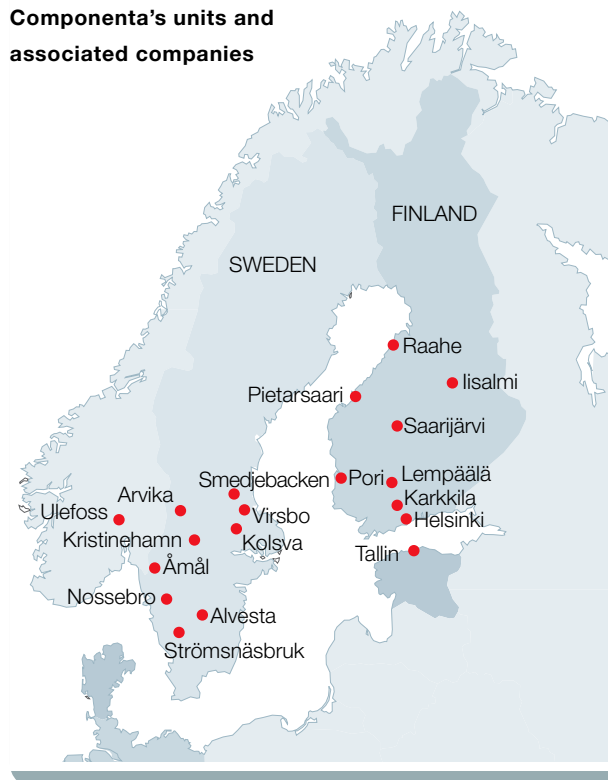 Componenta's units and
associated companies
FINLAND
SWEDEN
Raahe
Iisalmi
Pietarsaari
Saarijärvi
Smedjebacken
Pori
Lempäälä
Arvika
Karkkila
Ulefoss
Virsbo
Helsinki
Kristinehamn
Kolsva
Tallin
Åmål
Nossebro
Alvesta
Strömsnäsbruk